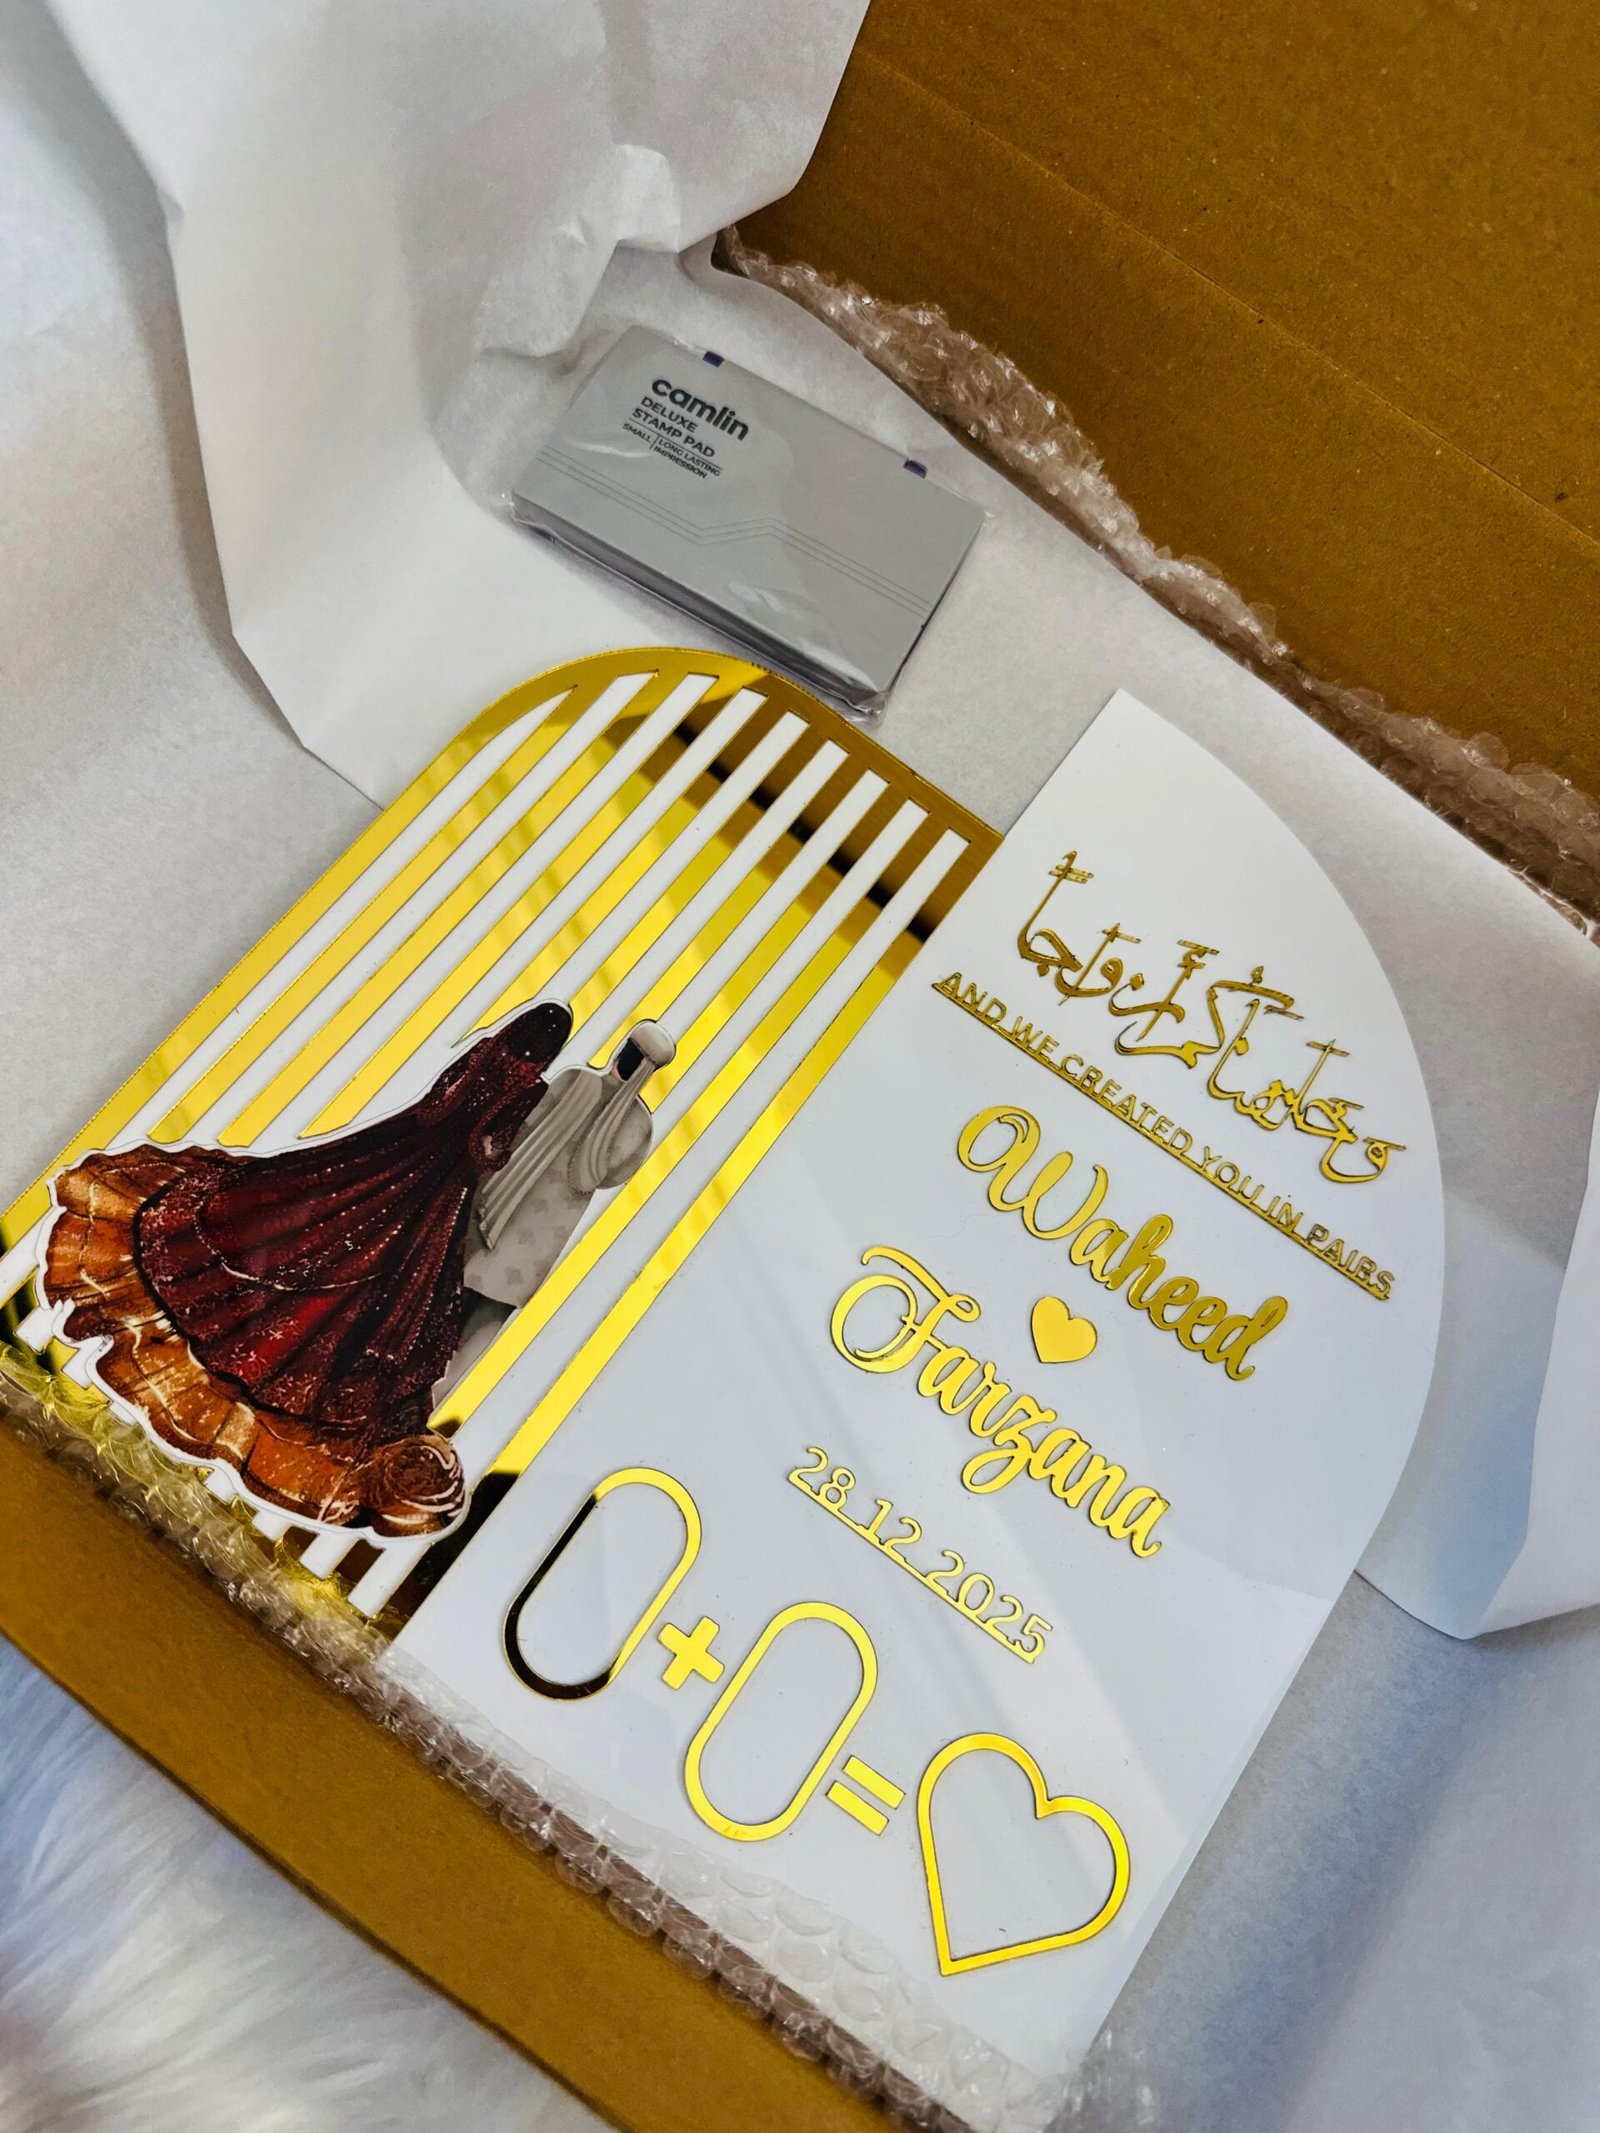 camlin
DELUXE
STAMP PAD
SMALL | LONG LASTING
IMPRESSION
وخلقناكم أزواجا
AND WE CREATED YOU IN PAIRS
Waheed
Farzana
28.12.2025
+
=